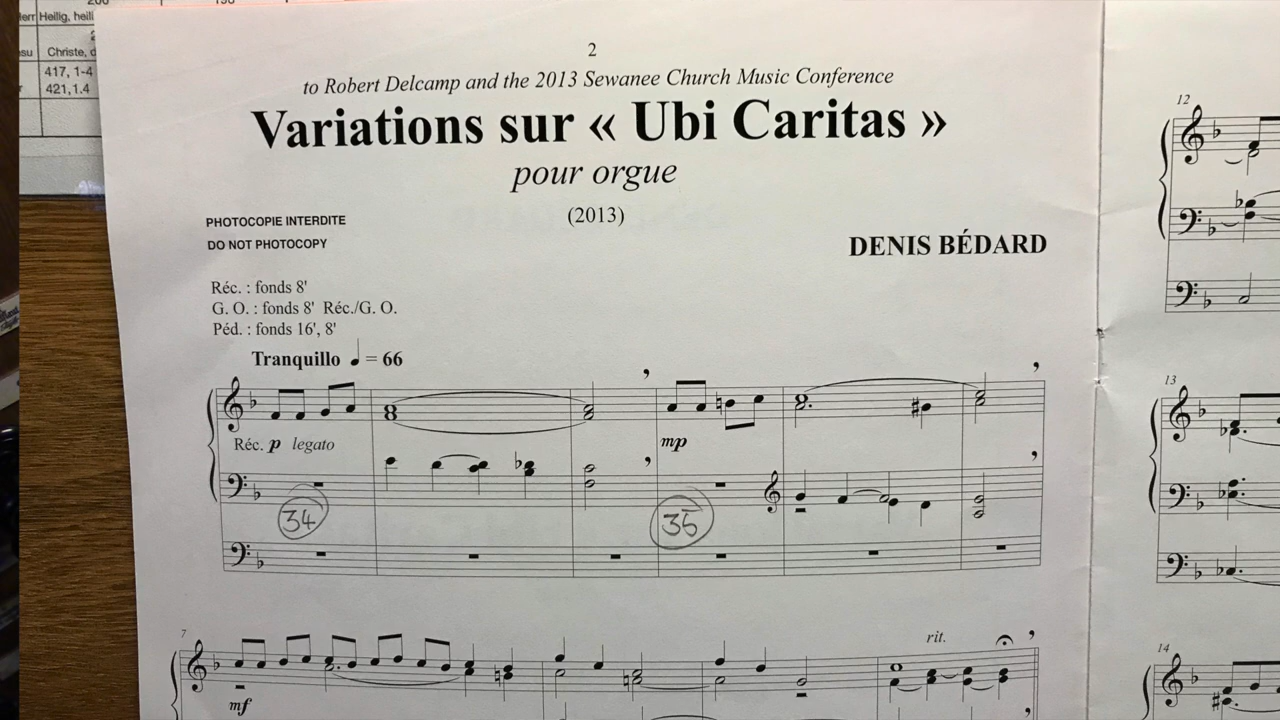 200
190
Heilig, heili
Christe, d
417, 1-4
421,1.4
2
to Robert Delcamp and the 2013 Sewanee Church Music Conference
Variations sur « Ubi Caritas »
pour orgue
(2013)
PHOTOCOPIE INTERDITE
DO NOT PHOTOCOPY
DENIS BÉDARD
Réc. : fonds 8'
G. O. : fonds 8' Réc./G. O.
Péd. : fonds 16', 8'
Tranquillo ♩ = 66
Réc. p legato
mp
34
35
7
rit.
mf
12
13
14